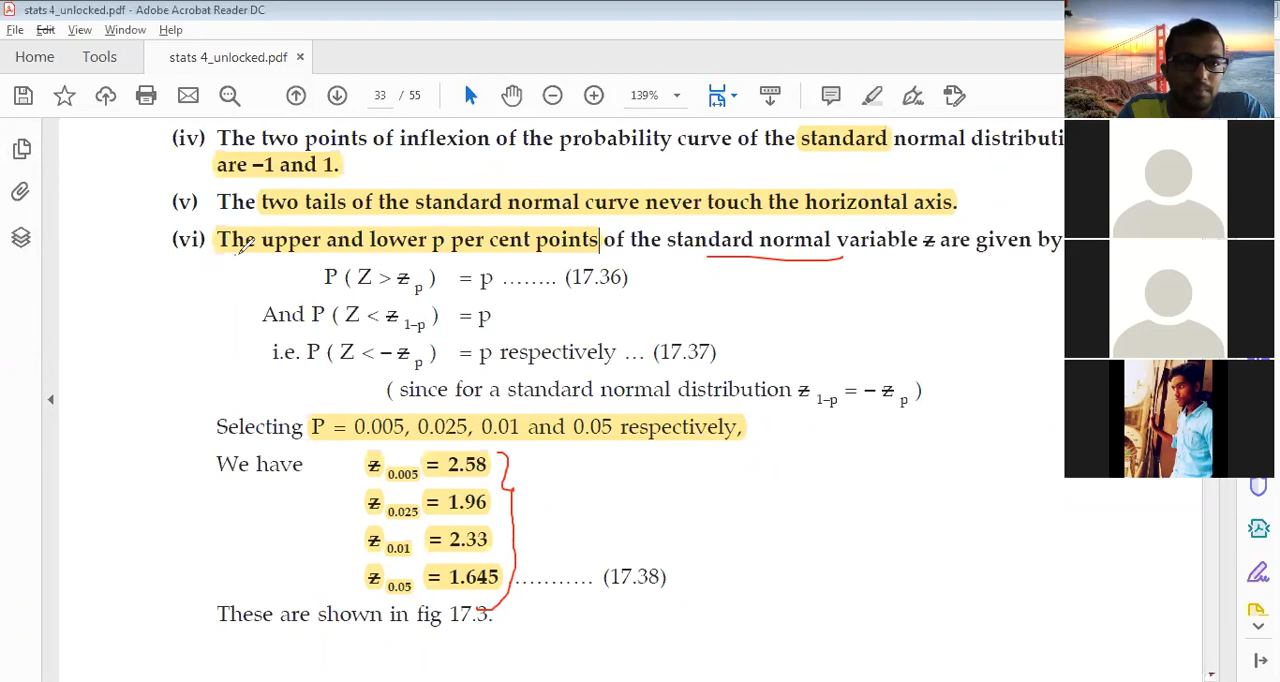 stats 4_unlocked.pdf - Adobe Acrobat Reader DC
File Edit View Window Help
Home Tools stats 4_unlocked.pdf ×
33 / 55 139%
(iv) The two points of inflexion of the probability curve of the standard normal distributi
are –1 and 1.
(v) The two tails of the standard normal curve never touch the horizontal axis.
(vi) The upper and lower p per cent points of the standard normal variable z are given by
P ( Z > z p ) = p ........ (17.36)
And P ( Z < z 1–p ) = p
i.e. P ( Z < – z p ) = p respectively ... (17.37)
( since for a standard normal distribution z 1–p = – z p )
Selecting P = 0.005, 0.025, 0.01 and 0.05 respectively,
We have z 0.005 = 2.58
z 0.025 = 1.96
z 0.01 = 2.33
z 0.05 = 1.645 ........... (17.38)
These are shown in fig 17.3.